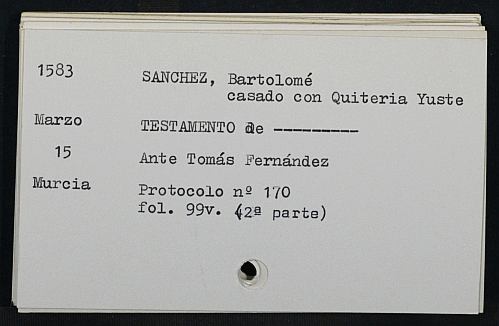 1583 SANCHEZ, Bartolomé
casado con Quiteria Yuste
Marzo TESTAMENTO de ---------
15 Ante Tomás Fernández
Murcia Protocolo nº 170
fol. 99v. (2ª parte)